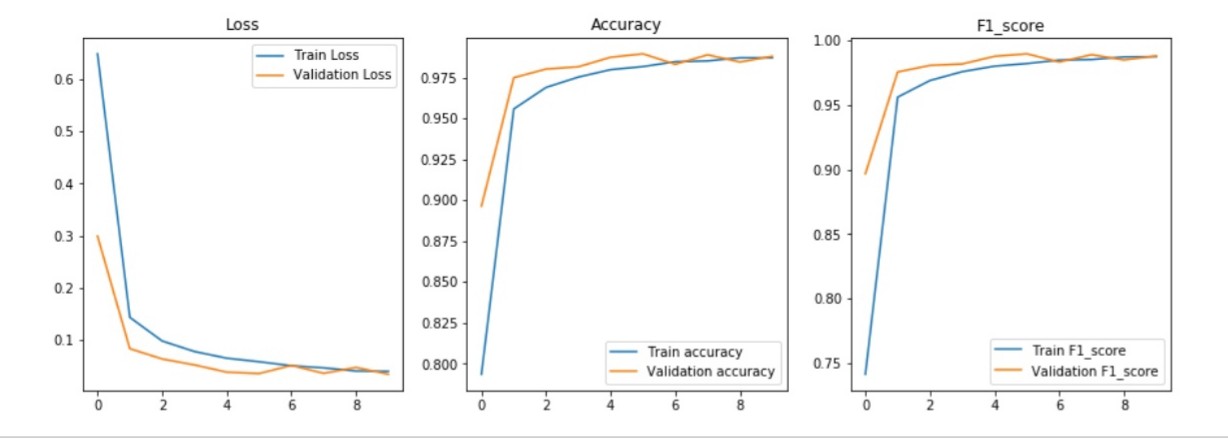 Loss
Train Loss
Validation Loss
0.6
0.5
0.4
0.3
0.2
0.1
0 2 4 6 8
Accuracy
0.975
0.950
0.925
0.900
0.875
0.850
0.825
0.800
Train accuracy
Validation accuracy
0 2 4 6 8
F1_score
1.00
0.95
0.90
0.85
0.80
0.75
Train F1_score
Validation F1_score
0 2 4 6 8